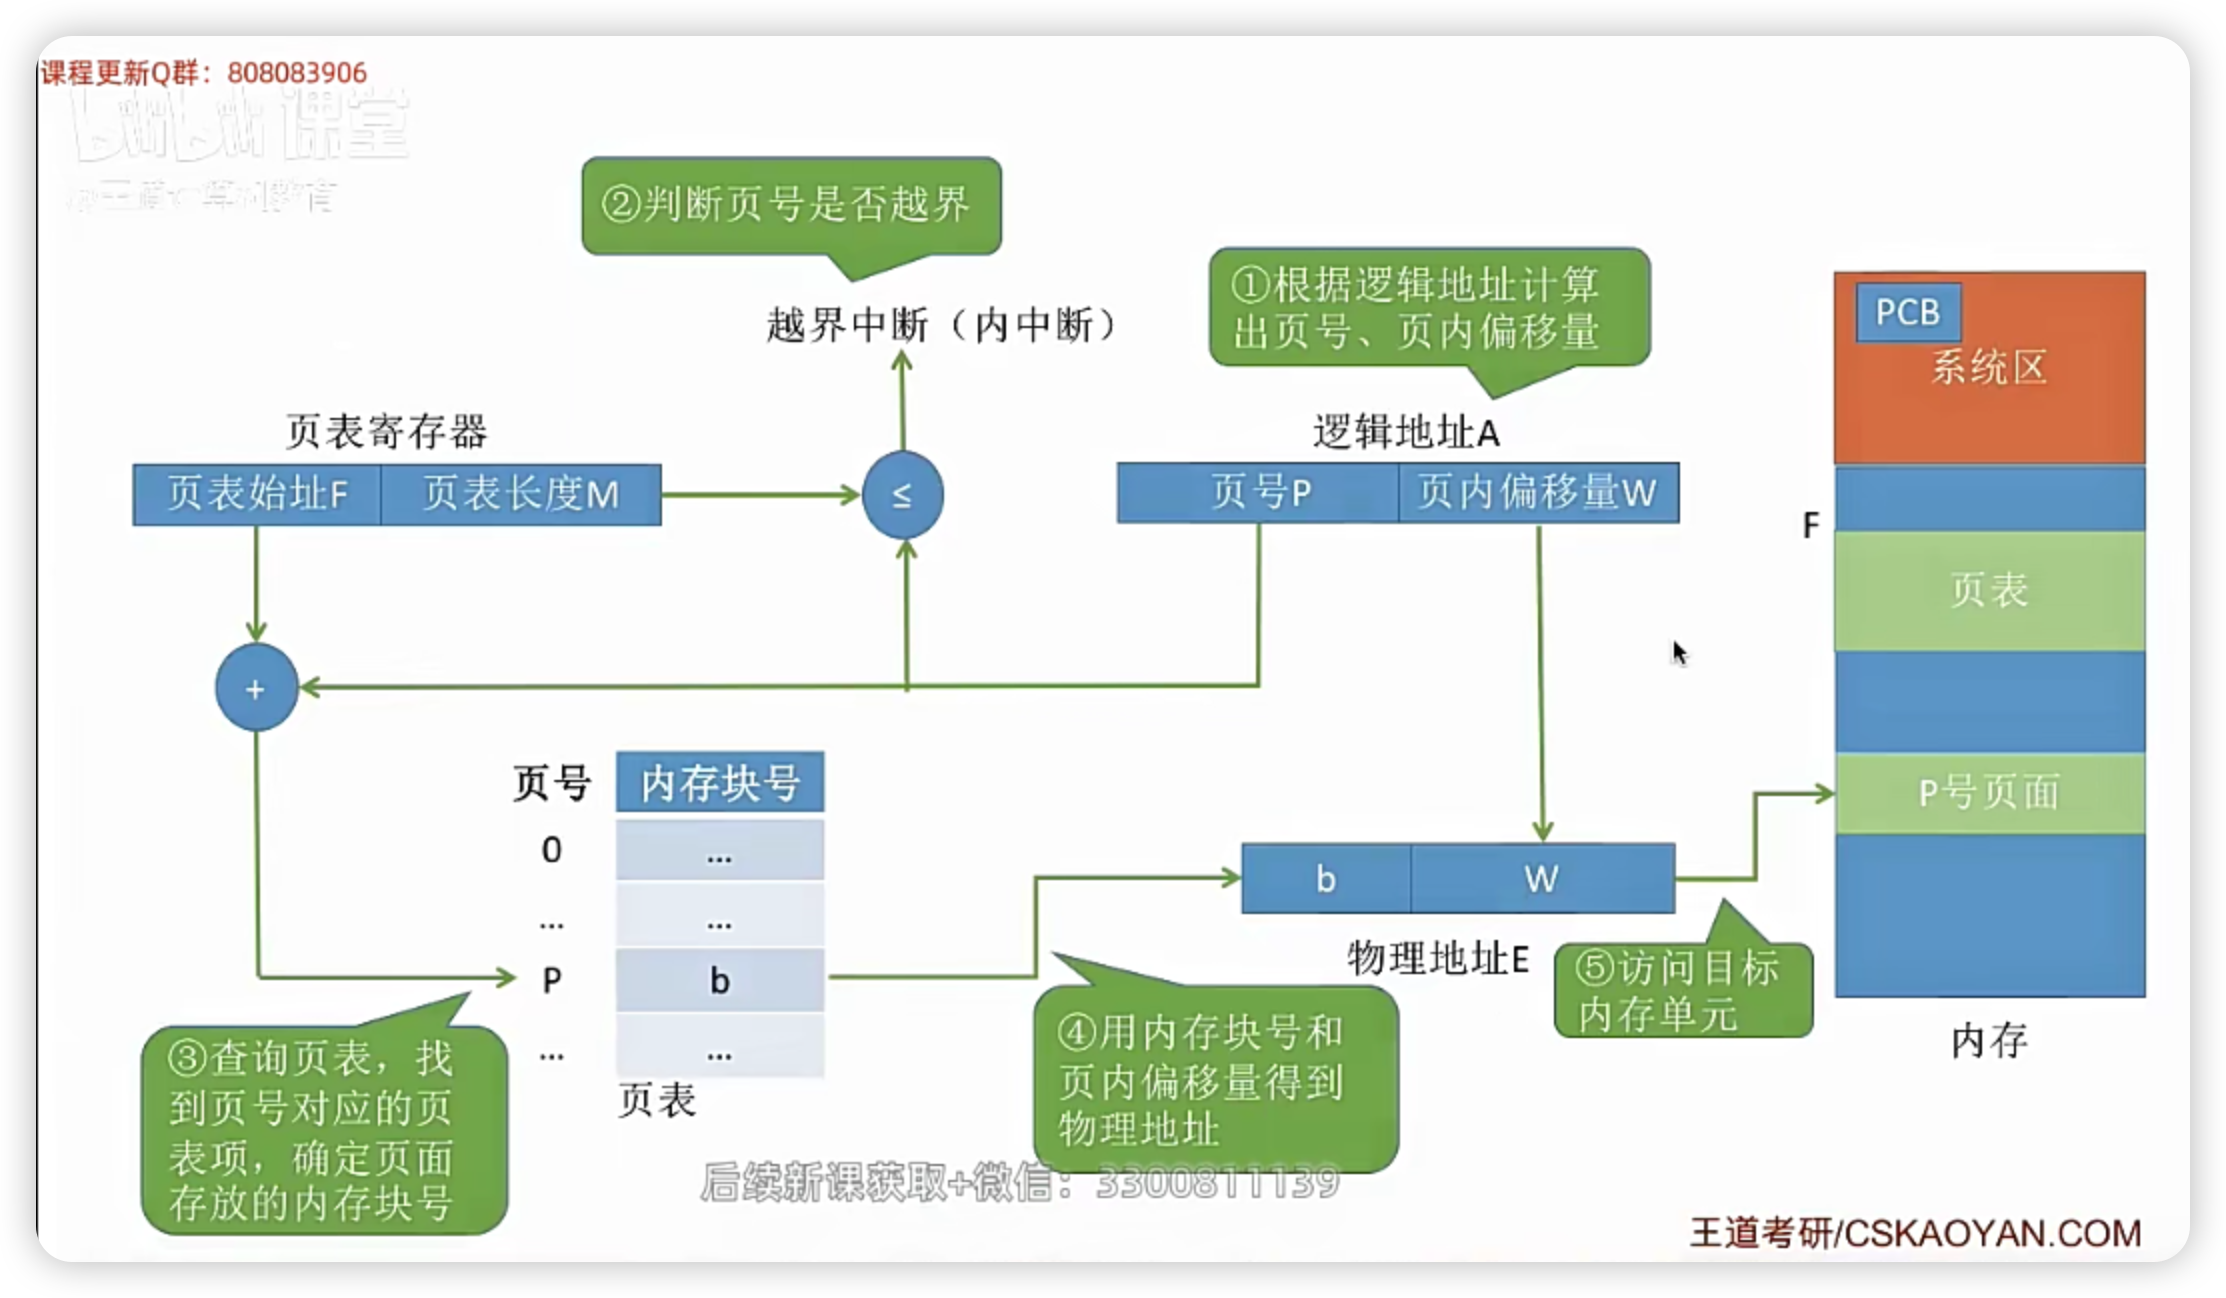 课程更新Q群：808083906
bilibili 课堂
②判断页号是否越界
越界中断（内中断）
①根据逻辑地址计算
出页号、页内偏移量
PCB
系统区
页表寄存器
页表始址F 页表长度M
≤
逻辑地址A
页号P 页内偏移量W
F
页表
+
页号 内存块号
0 …
… …
P b
… …
页表
P号页面
b W
物理地址E
⑤访问目标
内存单元
内存
③查询页表，找
到页号对应的页
表项，确定页面
存放的内存块号
④用内存块号和
页内偏移量得到
物理地址
后续新课获取+微信：3300811139
王道考研/CSKAOYAN.COM